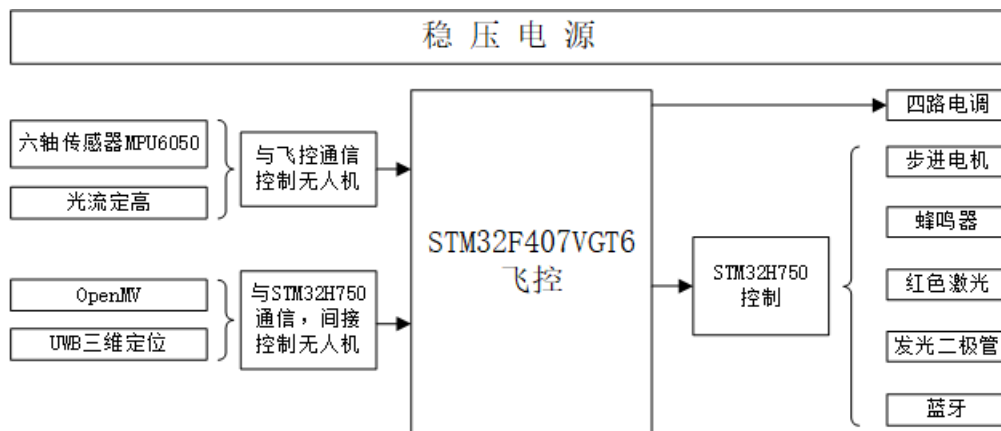 稳压电源
六轴传感器MPU6050
光流定高
与飞控通信
控制无人机
OpenMV
UWB三维定位
与STM32H750
通信，间接
控制无人机
STM32F407VGT6
飞控
STM32H750
控制
四路电调
步进电机
蜂鸣器
红色激光
发光二极管
蓝牙